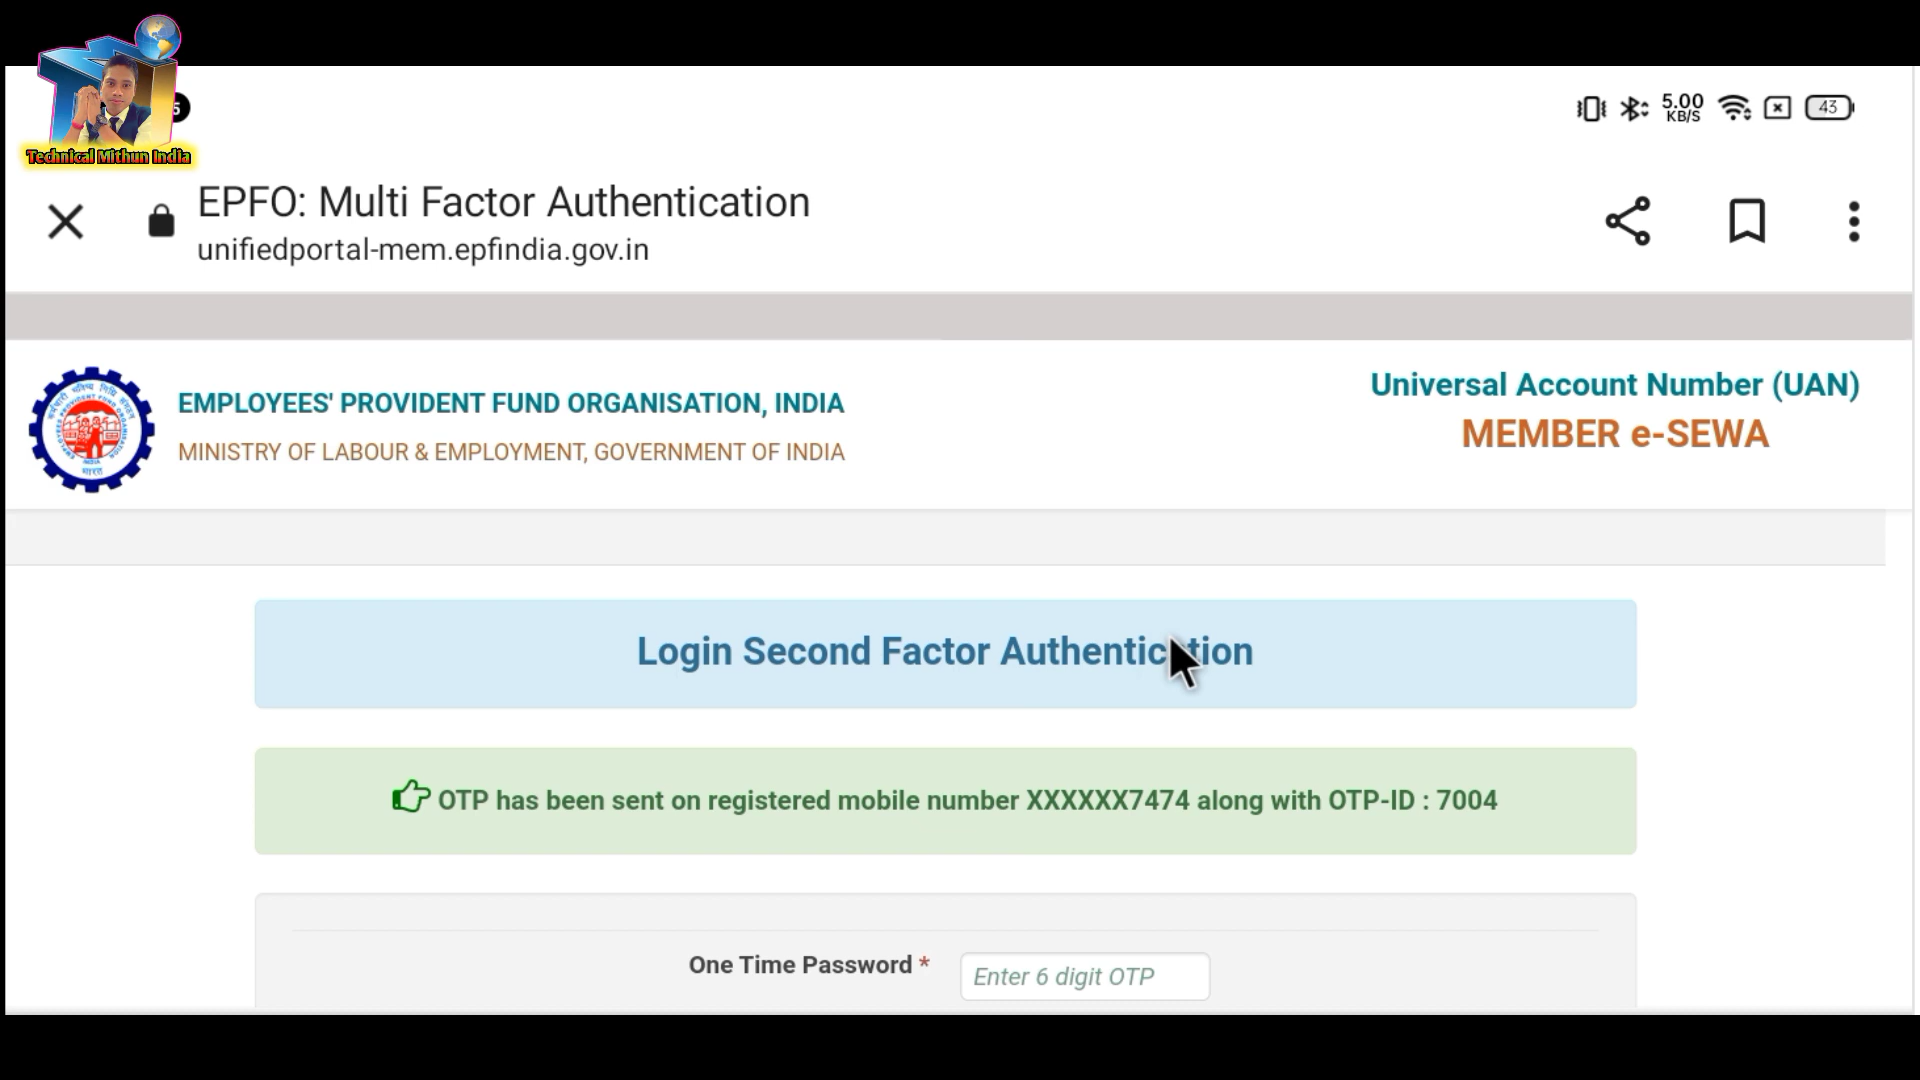 Technical Mithun India
5
5.00
KB/S
43
EPFO: Multi Factor Authentication
unifiedportal-mem.epfindia.gov.in
EMPLOYEES' PROVIDENT FUND ORGANISATION, INDIA
MINISTRY OF LABOUR & EMPLOYMENT, GOVERNMENT OF INDIA
Universal Account Number (UAN)
MEMBER e-SEWA
Login Second Factor Authentication
OTP has been sent on registered mobile number XXXXXX7474 along with OTP-ID : 7004
One Time Password *
Enter 6 digit OTP